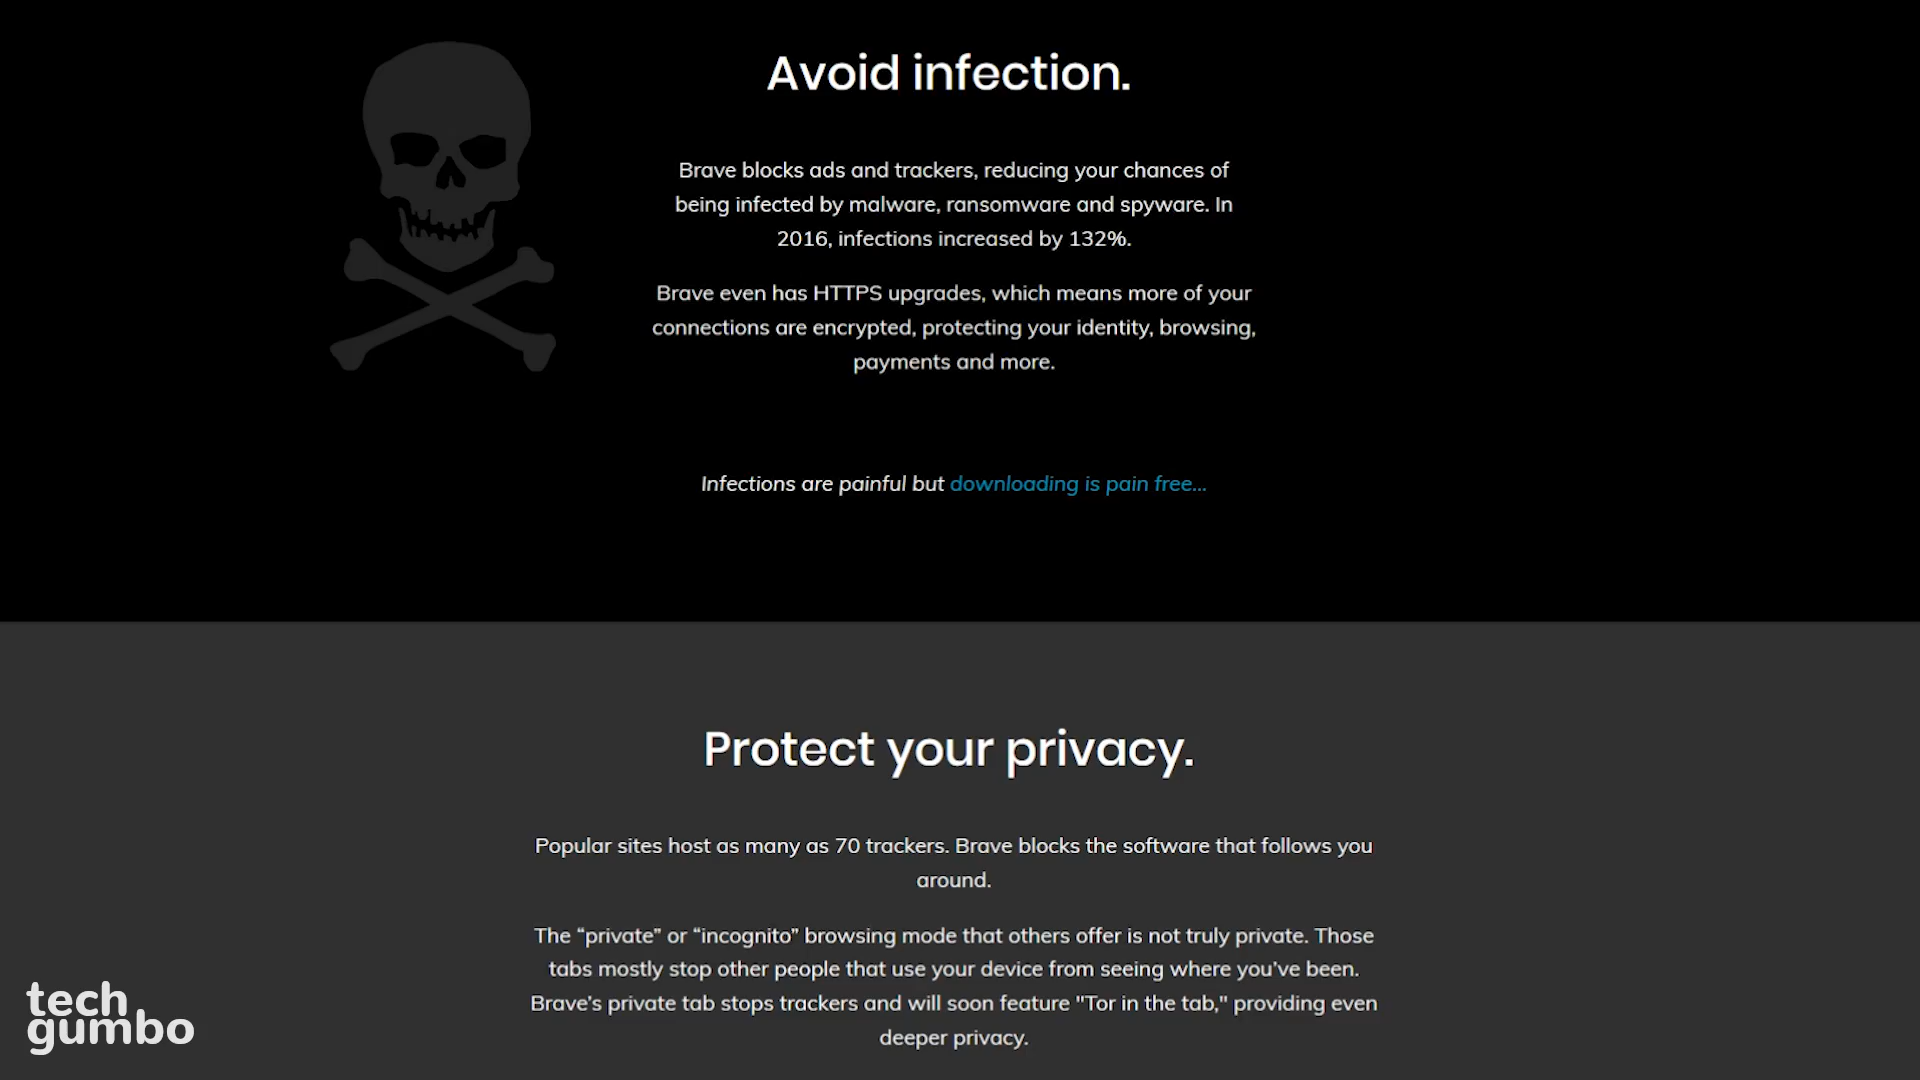 Avoid infection.
Brave blocks ads and trackers, reducing your chances of
being infected by malware, ransomware and spyware. In
2016, infections increased by 132%.
Brave even has HTTPS upgrades, which means more of your
connections are encrypted, protecting your identity, browsing,
payments and more.
Infections are painful but downloading is pain free...
Protect your privacy.
Popular sites host as many as 70 trackers. Brave blocks the software that follows you
around.
The “private” or “incognito” browsing mode that others offer is not truly private. Those
tabs mostly stop other people that use your device from seeing where you’ve been.
Brave’s private tab stops trackers and will soon feature "Tor in the tab," providing even
deeper privacy.
tech
gumbo